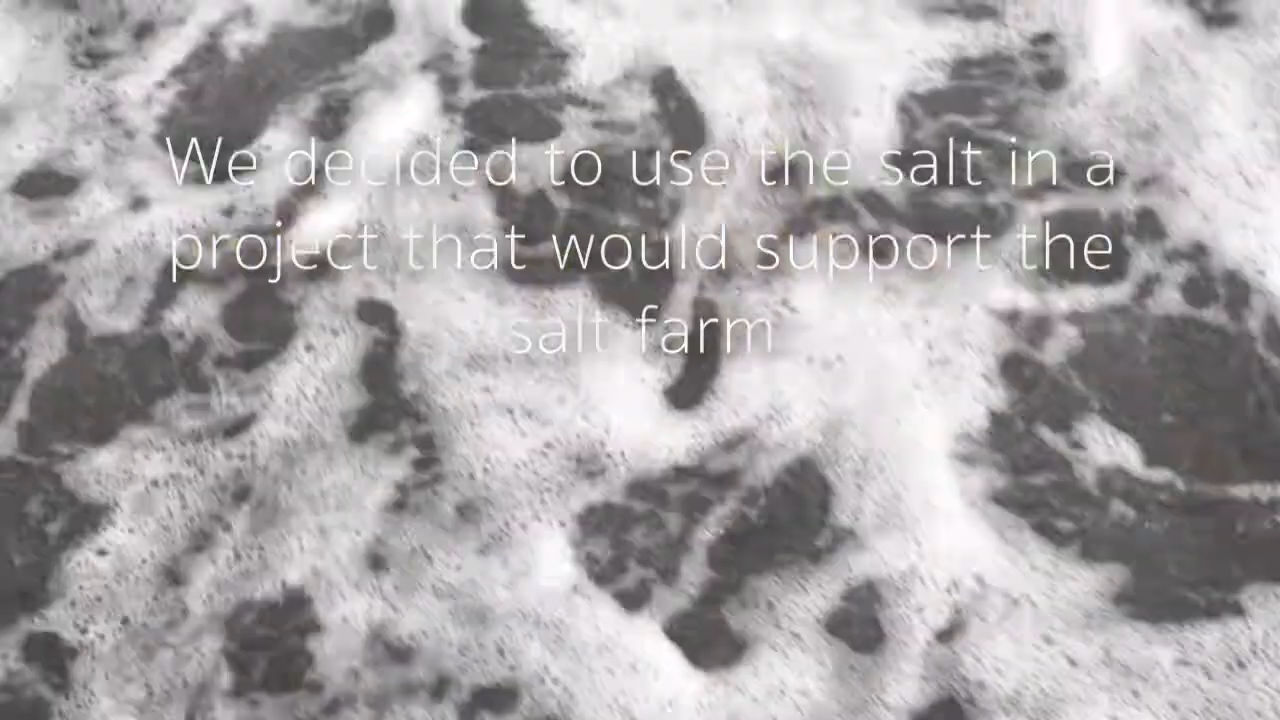 We decided to use the salt in a
project that would support the
salt farm